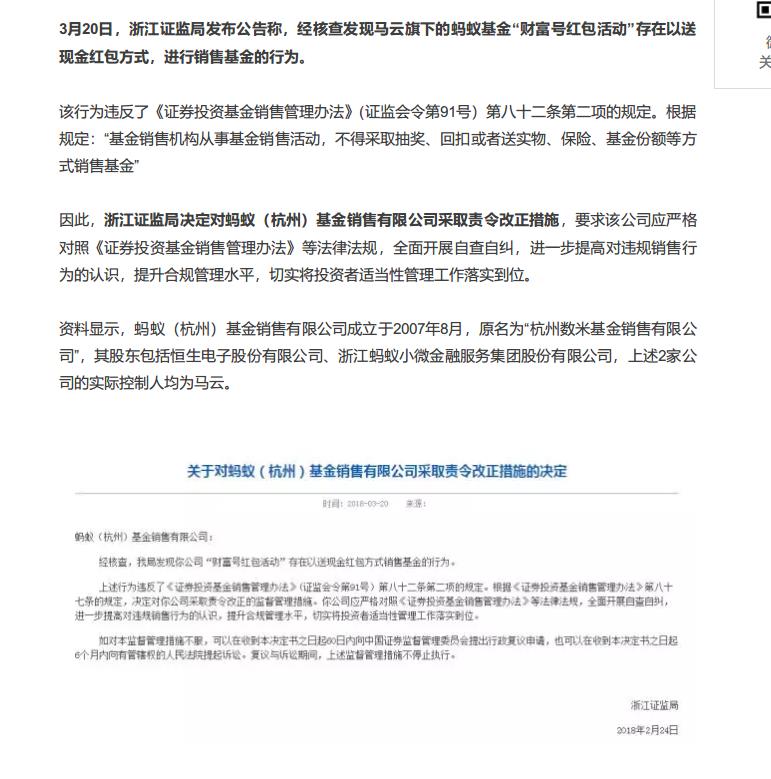 3月20日，浙江证监局发布公告称，经核查发现马云旗下的蚂蚁基金“财富号红包活动”存在以送
现金红包方式，进行销售基金的行为。
该行为违反了《证券投资基金销售管理办法》(证监会令第91号）第八十二条第二项的规定。根据
规定：“基金销售机构从事基金销售活动，不得采取抽奖、回扣或者送实物、保险、基金份额等方
式销售基金”
因此，浙江证监局决定对蚂蚁（杭州）基金销售有限公司采取责令改正措施，要求该公司应严格
对照《证券投资基金销售管理办法》等法律法规，全面开展自查自纠，进一步提高对违规销售行
为的认识，提升合规管理水平，切实将投资者适当性管理工作落实到位。
资料显示，蚂蚁（杭州）基金销售有限公司成立于2007年8月，原名为“杭州数米基金销售有限公
司”，其股东包括恒生电子股份有限公司、浙江蚂蚁小微金融服务集团股份有限公司，上述2家公
司的实际控制人均为马云。
关于对蚂蚁（杭州）基金销售有限公司采取责令改正措施的决定
时间：2018-03-20 来源：
蚂蚁（杭州）基金销售有限公司：
经核查，我局发现你公司“财富号红包活动”存在以送现金红包方式销售基金的行为。
上述行为违反了《证券投资基金销售管理办法》(证监会令第91号）第八十二条第二项的规定。根据《证券投资基金销售管理办法》第八十
七条的规定，决定对你公司采取责令改正的监督管理措施。你公司应严格对照《证券投资基金销售管理办法》等法律法规，全面开展自查自纠，
进一步提高对违规销售行为的认识，提升合规管理水平，切实将投资者适当性管理工作落实到位。
如对本监督管理措施不服，可以在收到本决定书之日起60日内向中国证券监督管理委员会提出行政复议申请，也可以在收到本决定书之日起
6个月内向有管辖权的人民法院提起诉讼。复议与诉讼期间，上述监督管理措施不停止执行。
浙江证监局
2018年2月24日
关